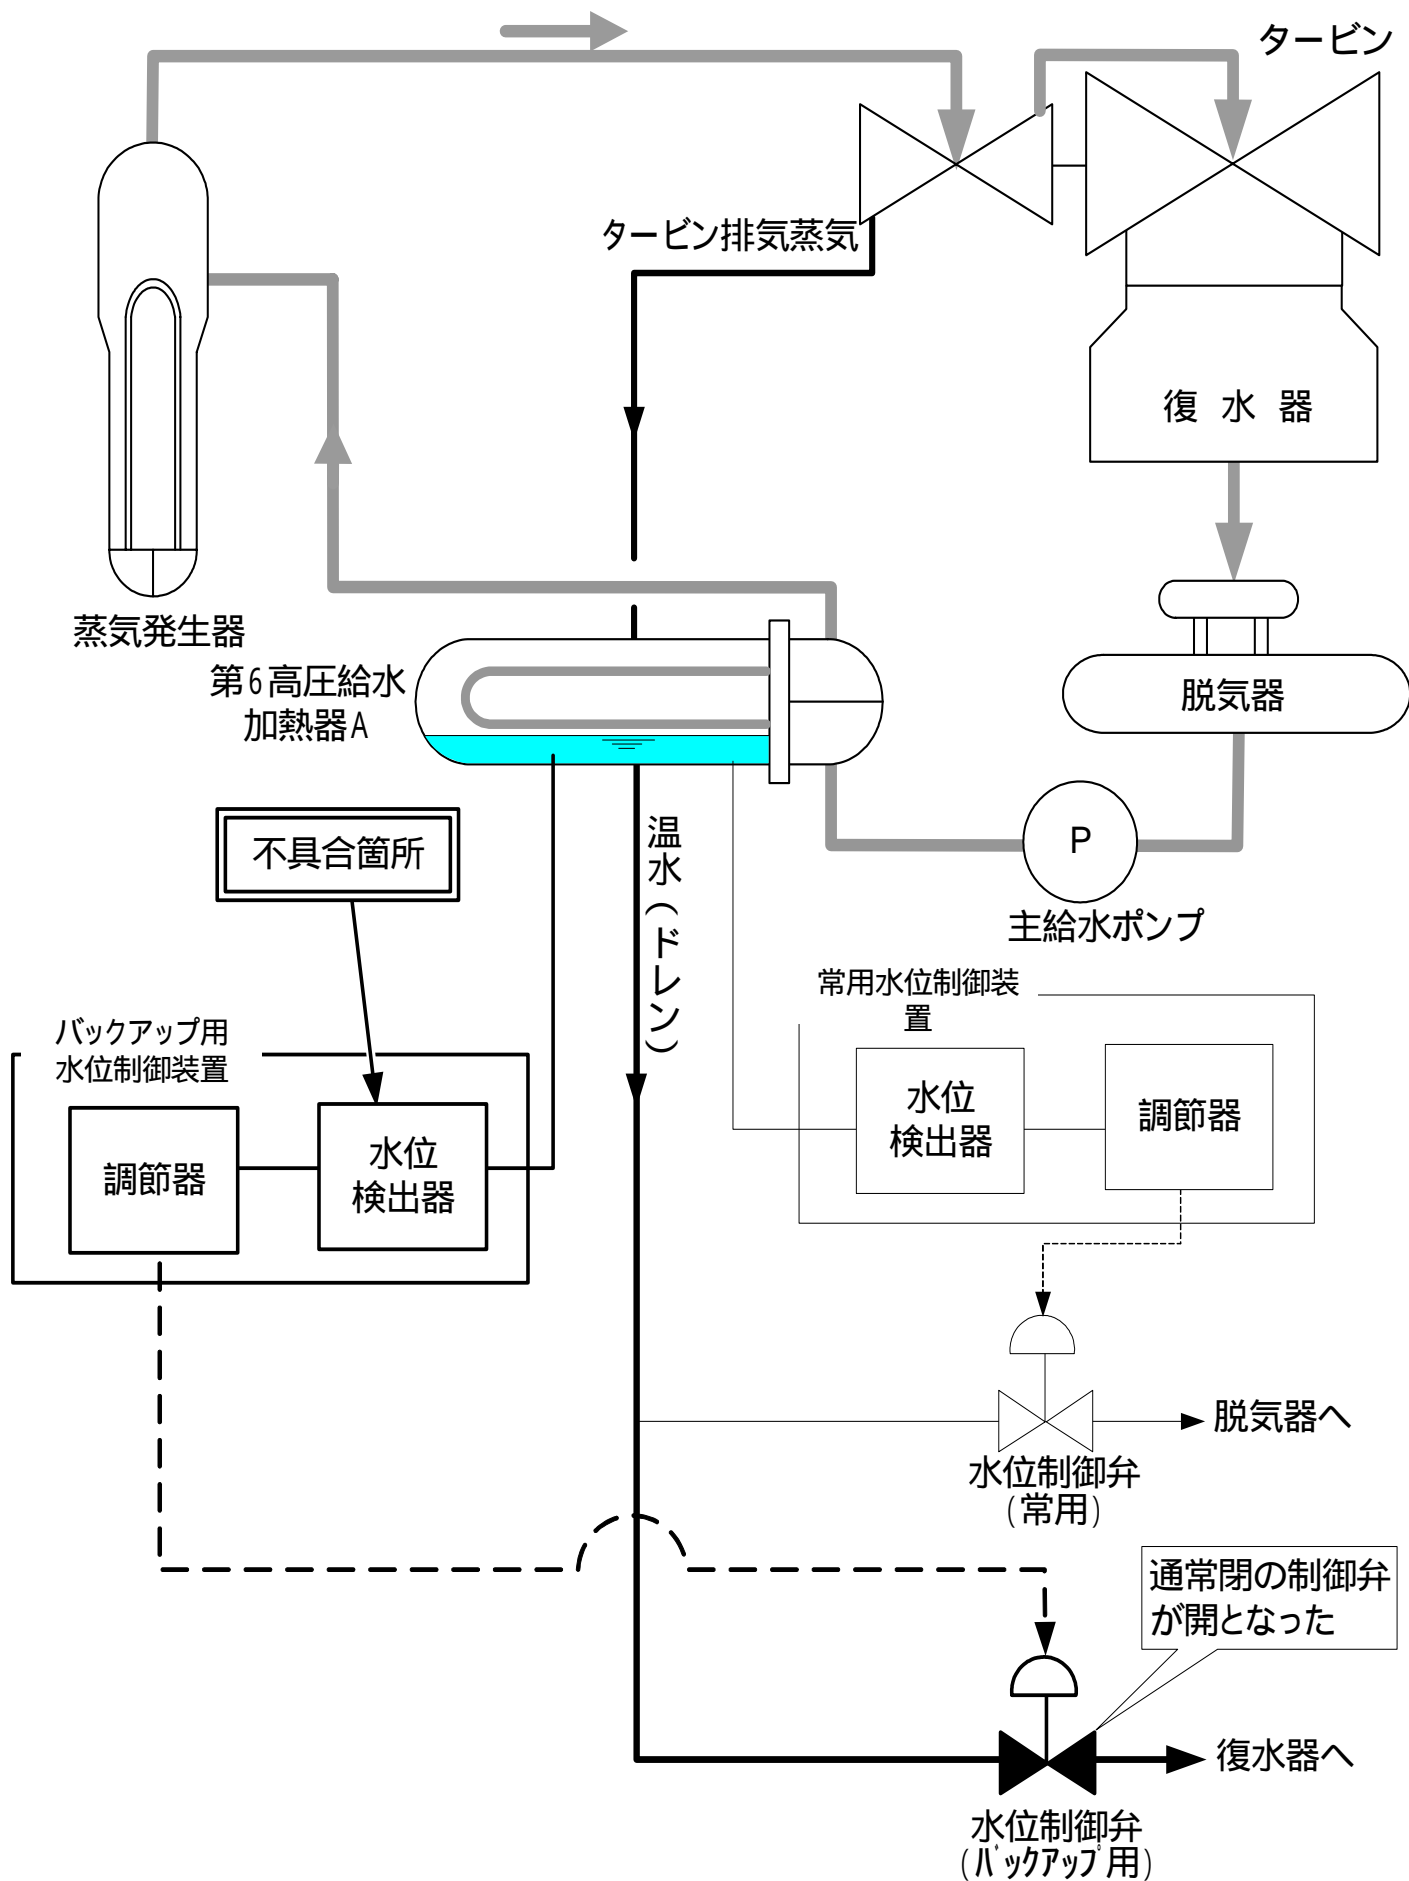 タービン
タービン排気蒸気
復 水 器
蒸気発生器
第6高圧給水
加熱器A
脱気器
不具合箇所
P
主給水ポンプ
温水(ドレン)
常用水位制御装
置
バックアップ用
水位制御装置
水位
検出器
調節器
調節器
水位
検出器
脱気器へ
水位制御弁
(常用)
通常閉の制御弁
が開となった
復水器へ
水位制御弁
(バックアップ用)